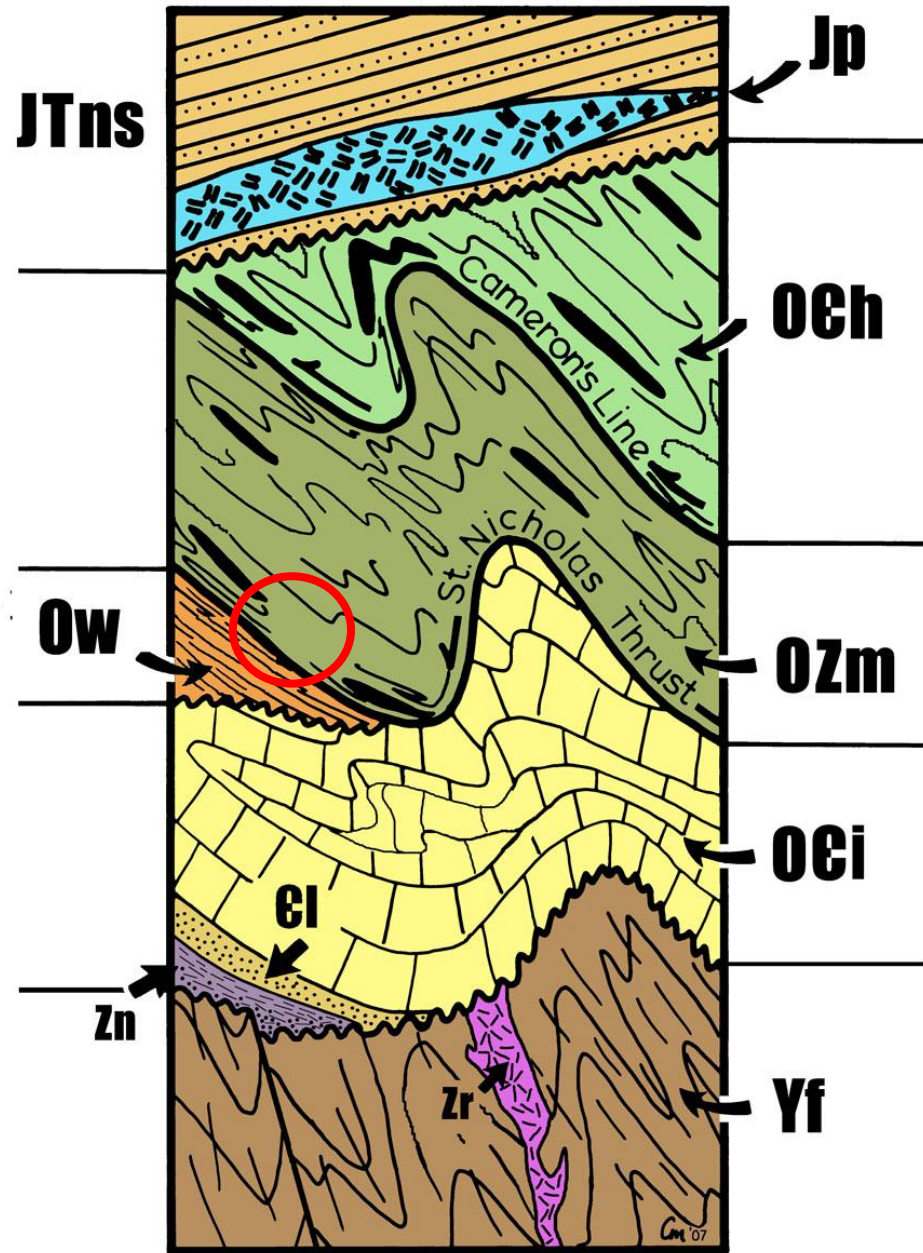 Jp
JTns
Cameron's Line
OЄh
St. Nicholas Thrust
Ow
OZm
OЄi
Єl
Zn
Zr
Yf
Cm '07